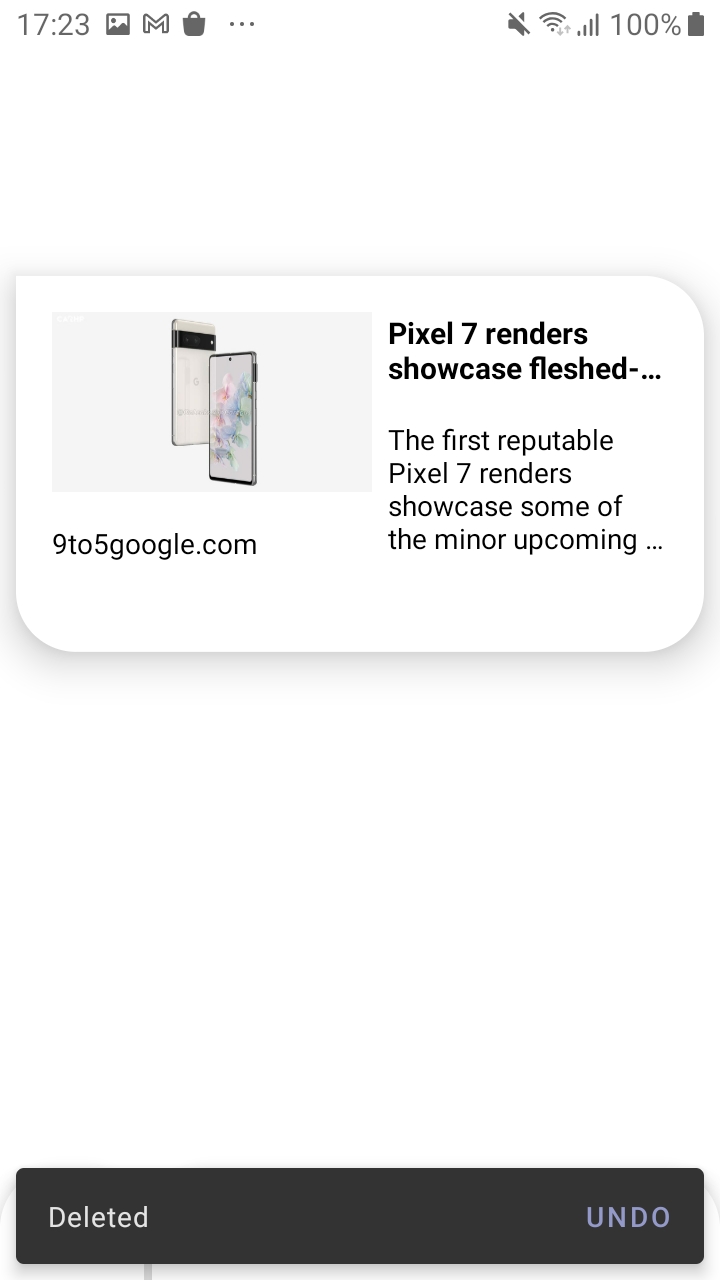 17:23
100%
Pixel 7 renders
showcase fleshed-...
The first reputable
Pixel 7 renders
showcase some of
the minor upcoming ...
9to5google.com
Deleted
UNDO